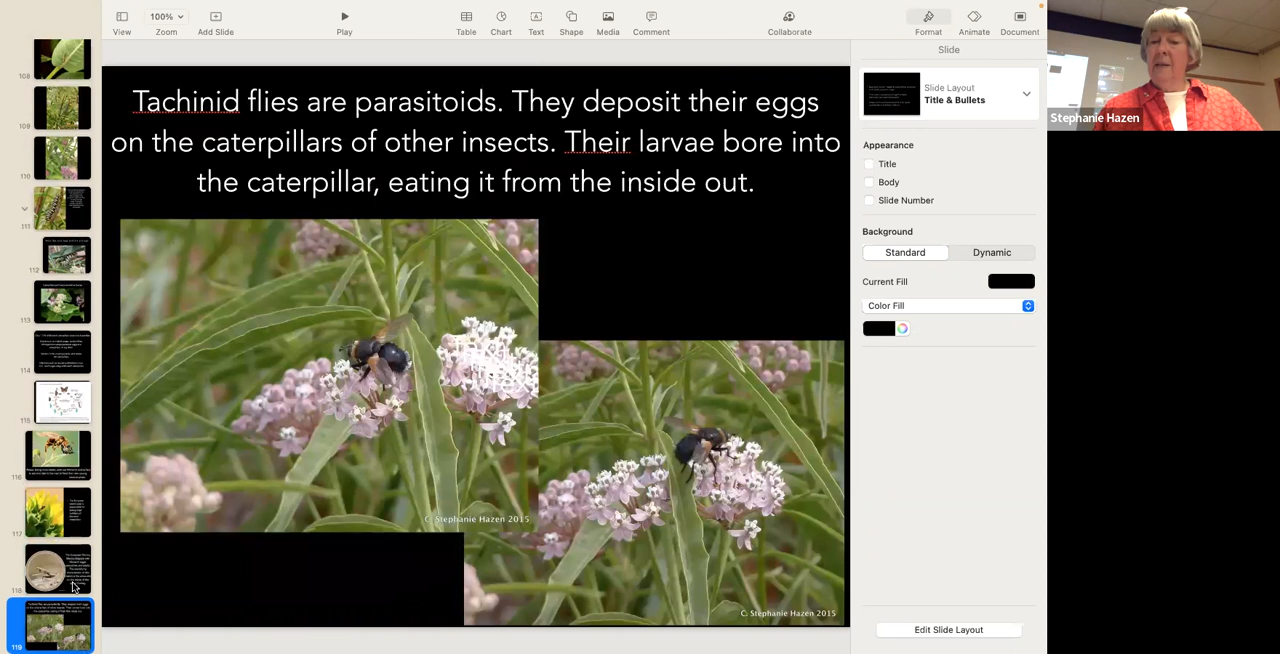 View
100%
Zoom
Add Slide
Play
Table
Chart
Text
Shape
Media
Comment
Collaborate
Format
Animate
Document
Slide
Slide Layout
Title & Bullets
Appearance
Title
Body
Slide Number
Background
Standard
Dynamic
Current Fill
Color Fill
Edit Slide Layout
Tachinid flies are parasitoids. They deposit their eggs
on the caterpillars of other insects. Their larvae bore into
the caterpillar, eating it from the inside out.
C. Stephanie Hazen 2015
C. Stephanie Hazen 2015
108
109
110
111
112
113
114
115
116
117
118
119
Stephanie Hazen